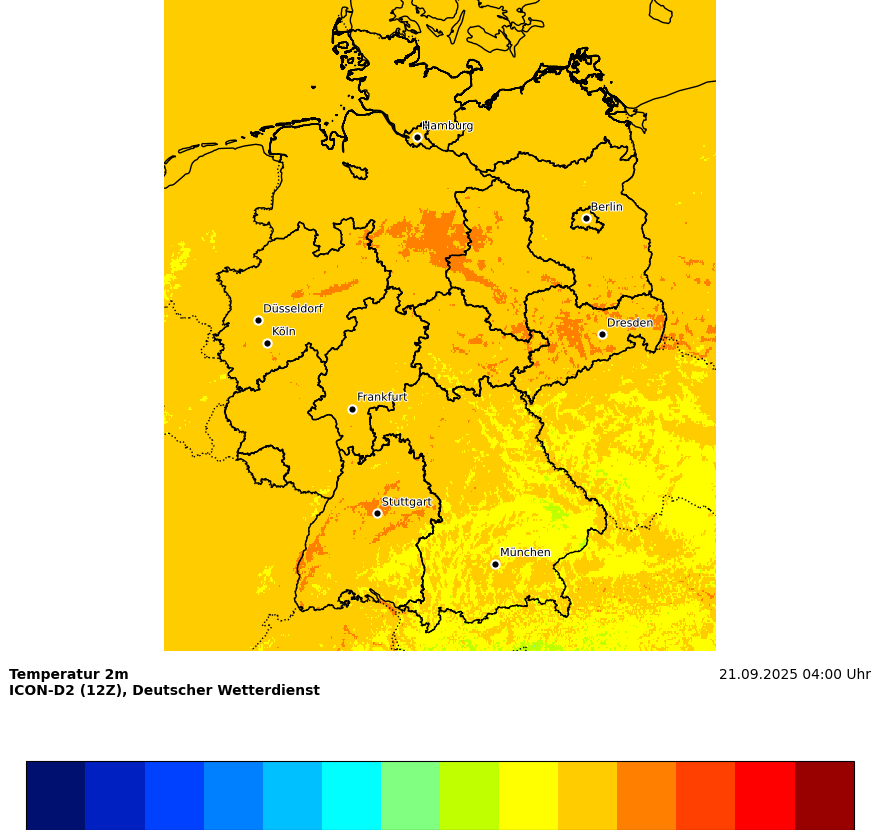 Hamburg
Berlin
Düsseldorf
Dresden
Köln
Frankfurt
Stuttgart
München
Temperatur 2m
21.09.2025 04:00 Uhr
ICON-D2 (12Z), Deutscher Wetterdienst